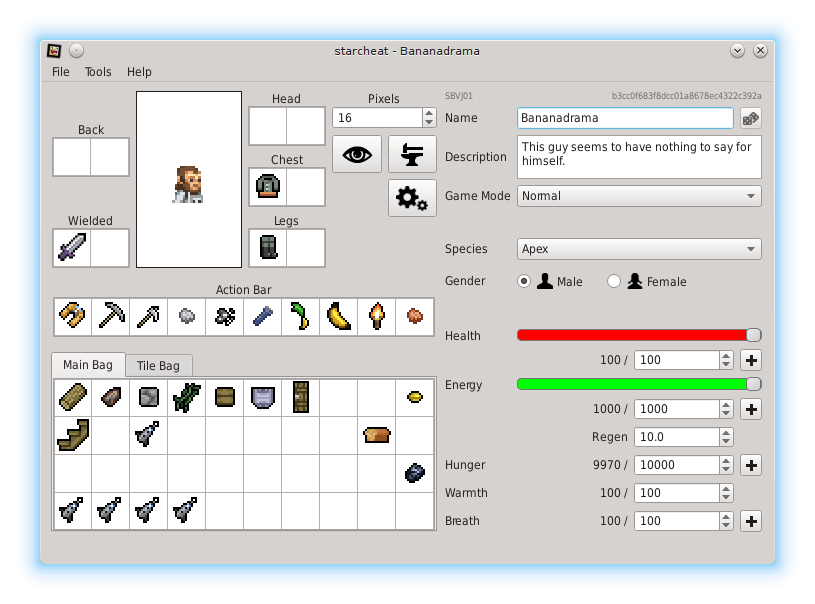 starcheat - Bananadrama
File Tools Help
Back
Wielded
Head
Chest
Legs
Pixels
16
Action Bar
Main Bag Tile Bag
SBVJ01 b3cc0f683f8dcc01a8678ec4322c392a
Name Bananadrama
Description This guy seems to have nothing to say for
himself.
Game Mode Normal
Species Apex
Gender Male Female
Health
100 / 100
Energy
1000 / 1000
Regen 10.0
Hunger 9970 / 10000
Warmth 100 / 100
Breath 100 / 100